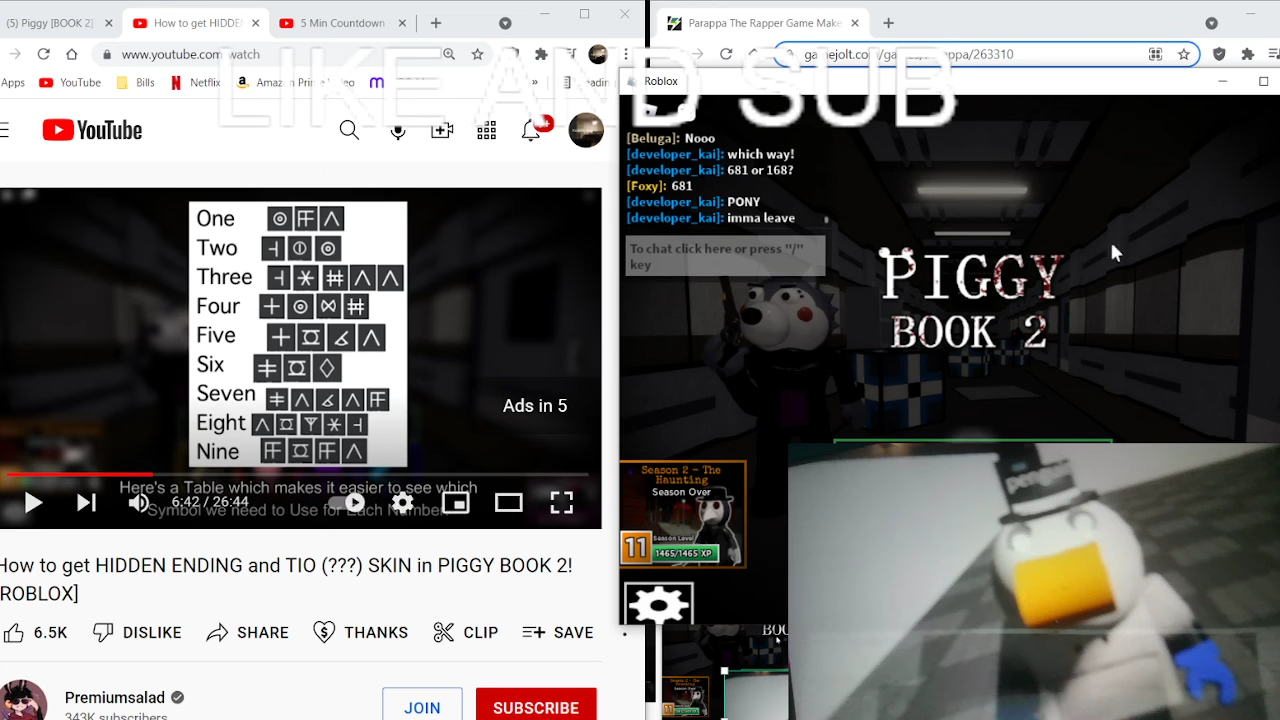 (5) Piggy [BOOK 2]
How to get HIDDEN
5 Min Countdown
www.youtube.com/watch
Apps
YouTube
Bills
Netflix
LIKE AND SUB
YouTube
One
Two
Three
Four
Five
Six
Seven
Eight
Nine
Ads in 5
Here's a Table which makes it easier to see which
Symbol we need to Use for Each Number
6:42 / 26:44
How to get HIDDEN ENDING and TIO (???) SKIN in PIGGY BOOK 2!
ROBLOX]
6.5K
DISLIKE
SHARE
THANKS
CLIP
SAVE
Premiumsalad
343K subscribers
JOIN
SUBSCRIBE
Parappa The Rapper Game Make
Roblox
[Beluga]: Nooo
[developer_kai]: which way!
[developer_kai]: 681 or 168?
[Foxy]: 681
[developer_kai]: PONY
[developer_kai]: imma leave
To chat click here or press "/"
key
PIGGY
BOOK 2
Season 2 - The
Haunting
Season Over
Season Level
11
1465/1465 XP